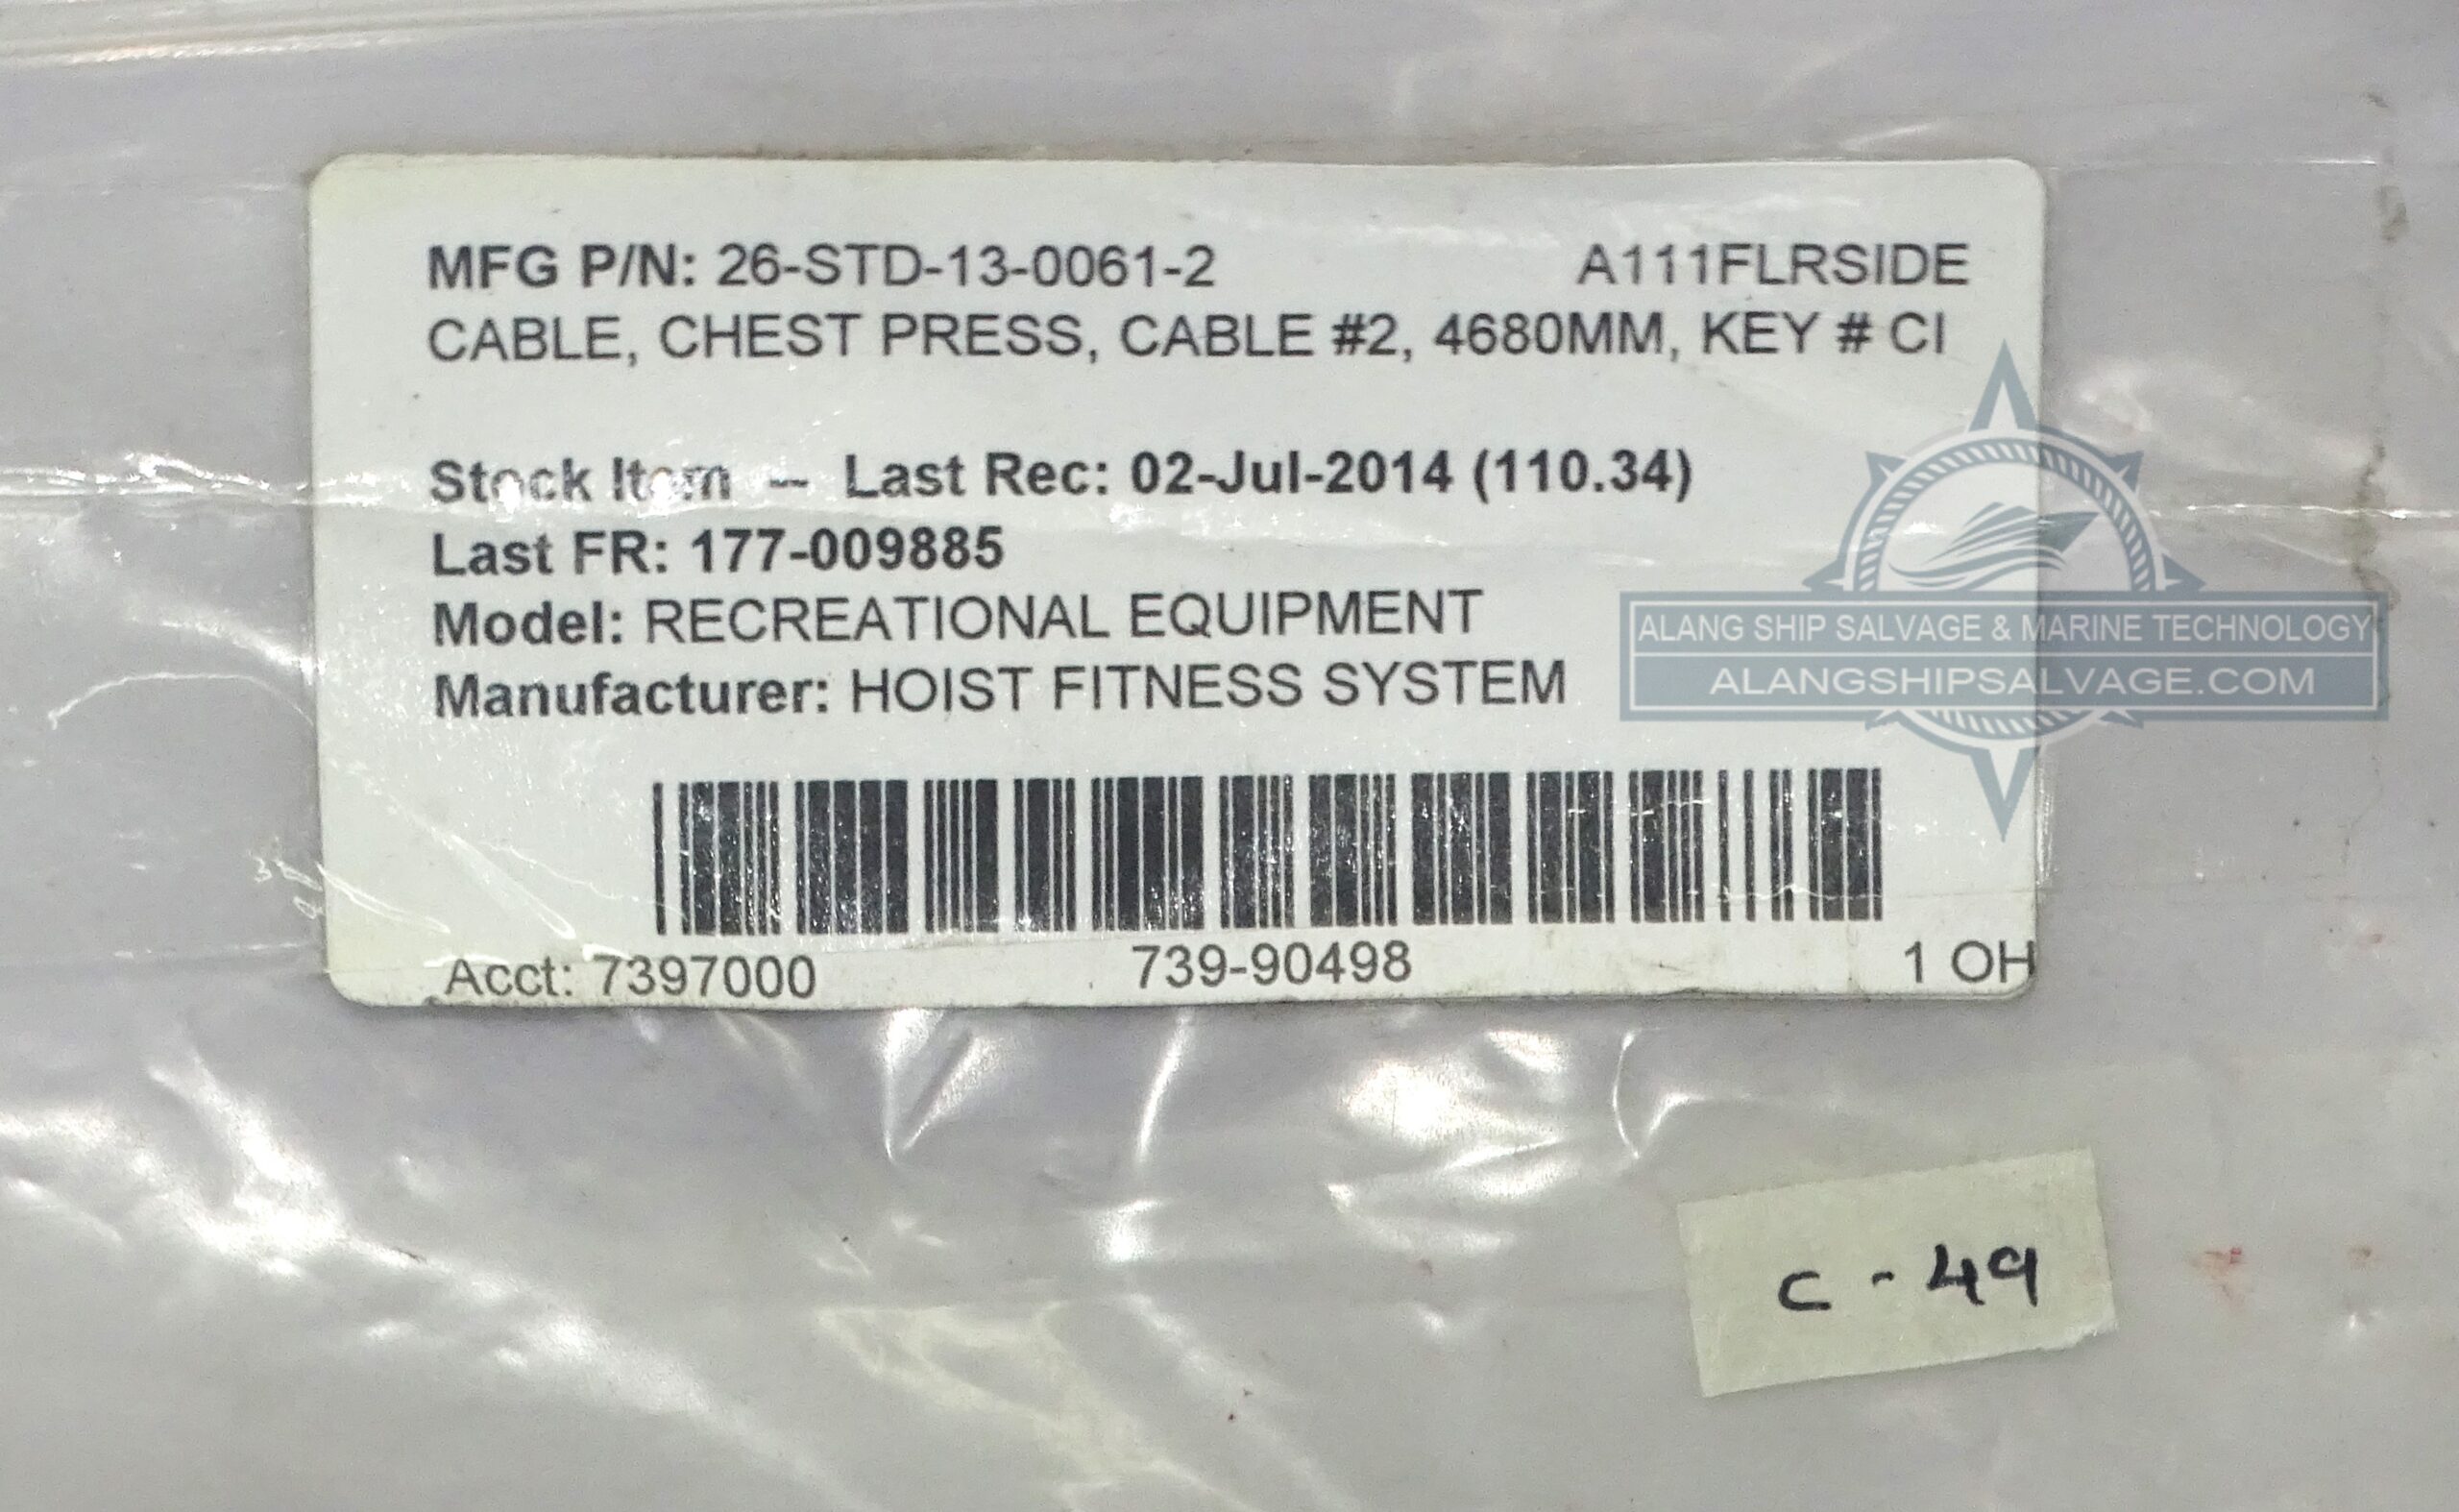 MFG P/N: 26-STD-13-0061-2 A111FLRSIDE
CABLE, CHEST PRESS, CABLE #2, 4680MM, KEY # CI
Stock Item -- Last Rec: 02-Jul-2014 (110.34)
Last FR: 177-009885
Model: RECREATIONAL EQUIPMENT
Manufacturer: HOIST FITNESS SYSTEM
ALANG SHIP SALVAGE & MARINE TECHNOLOGY
ALANGSHIPSALVAGE.COM
Acct: 7397000 739-90498 1 OH
C - 49